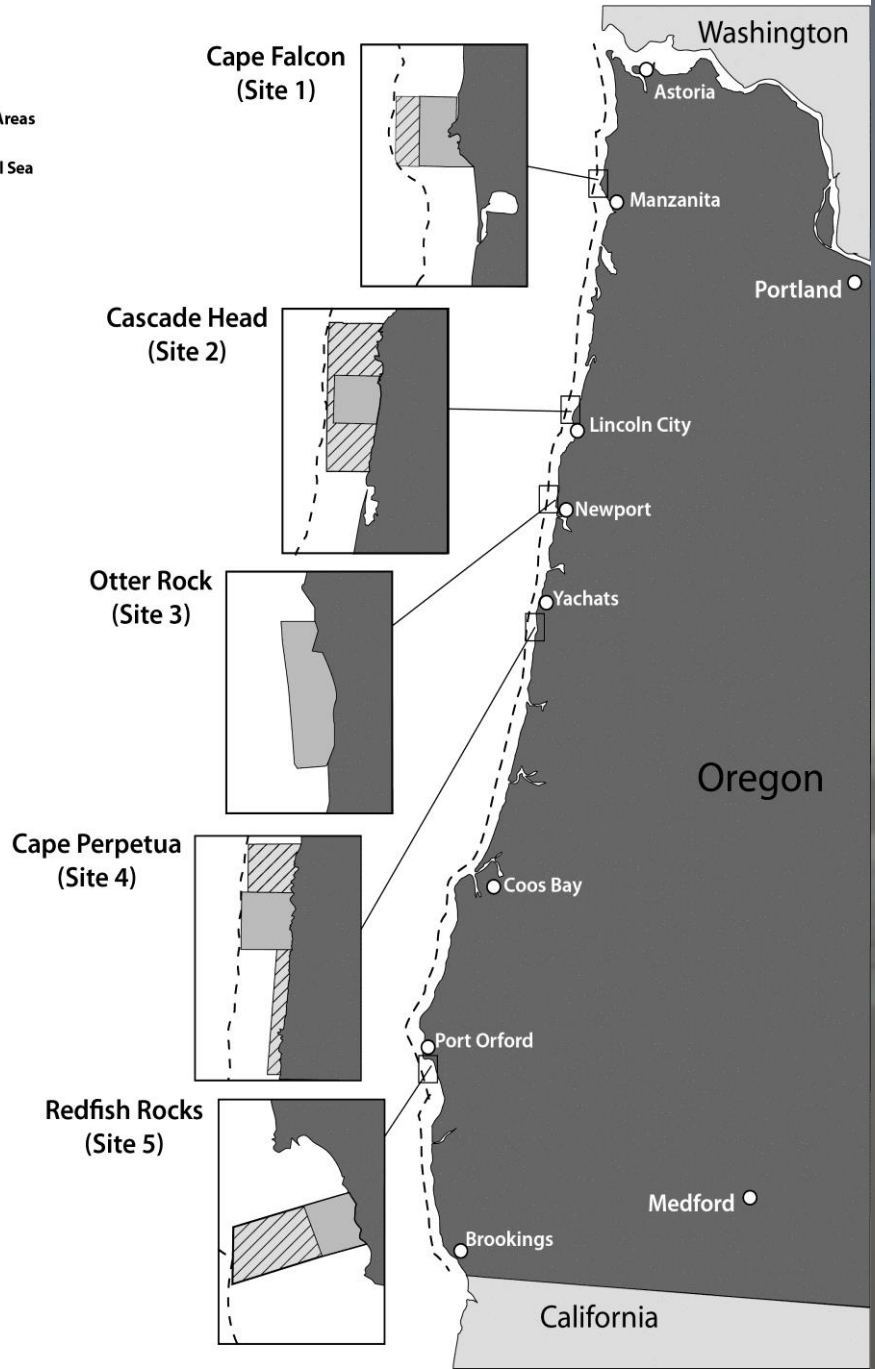 Washington
Cape Falcon
(Site 1)
Astoria
Areas
l Sea
Manzanita
Portland
Cascade Head
(Site 2)
Lincoln City
Newport
Otter Rock
(Site 3)
Yachats
Oregon
Cape Perpetua
(Site 4)
Coos Bay
Port Orford
Redfish Rocks
(Site 5)
Medford
Brookings
California